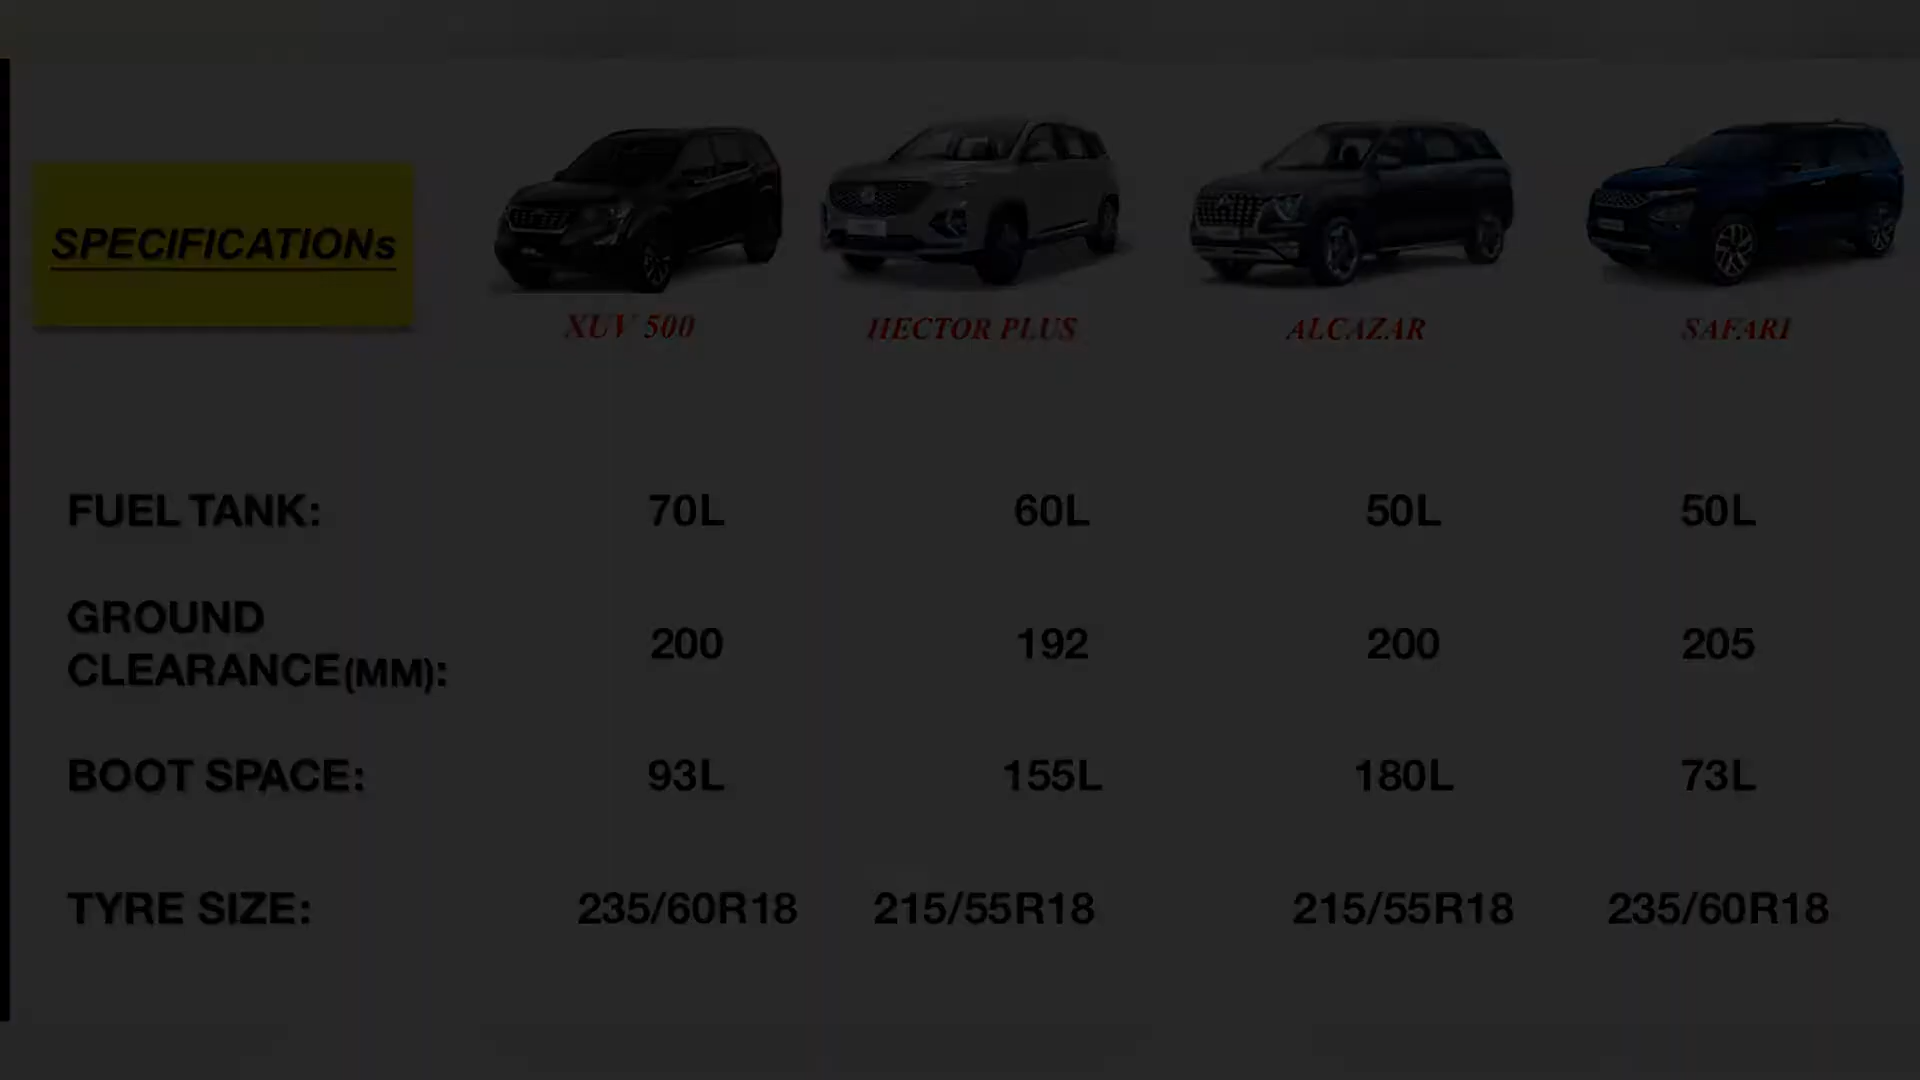 SPECIFICATIONs
XUV 500
HECTOR PLUS
ALCAZAR
SAFARI
FUEL TANK: 70L 60L 50L 50L
GROUND
CLEARANCE(MM): 200 192 200 205
BOOT SPACE: 93L 155L 180L 73L
TYRE SIZE: 235/60R18 215/55R18 215/55R18 235/60R18